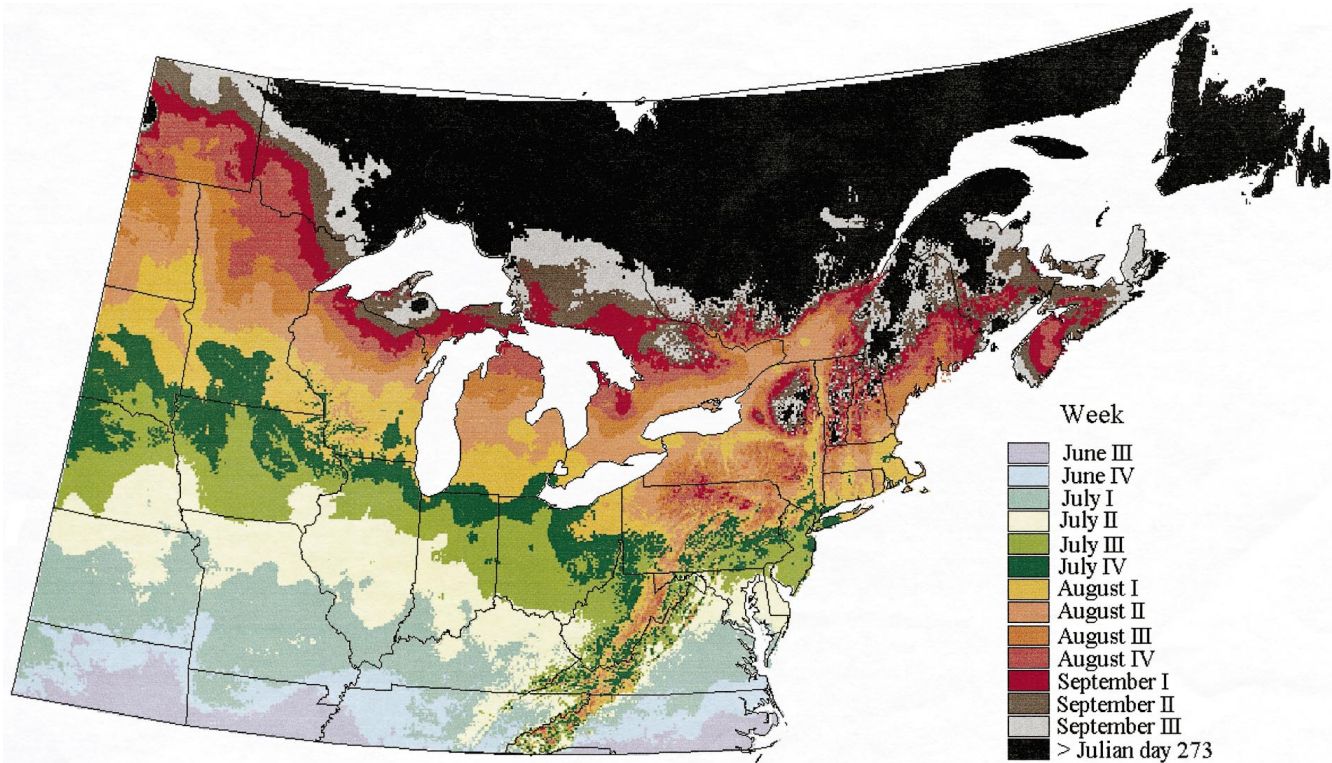 Week
June III
June IV
July I
July II
July III
July IV
August I
August II
August III
August IV
September I
September II
September III
> Julian day 273